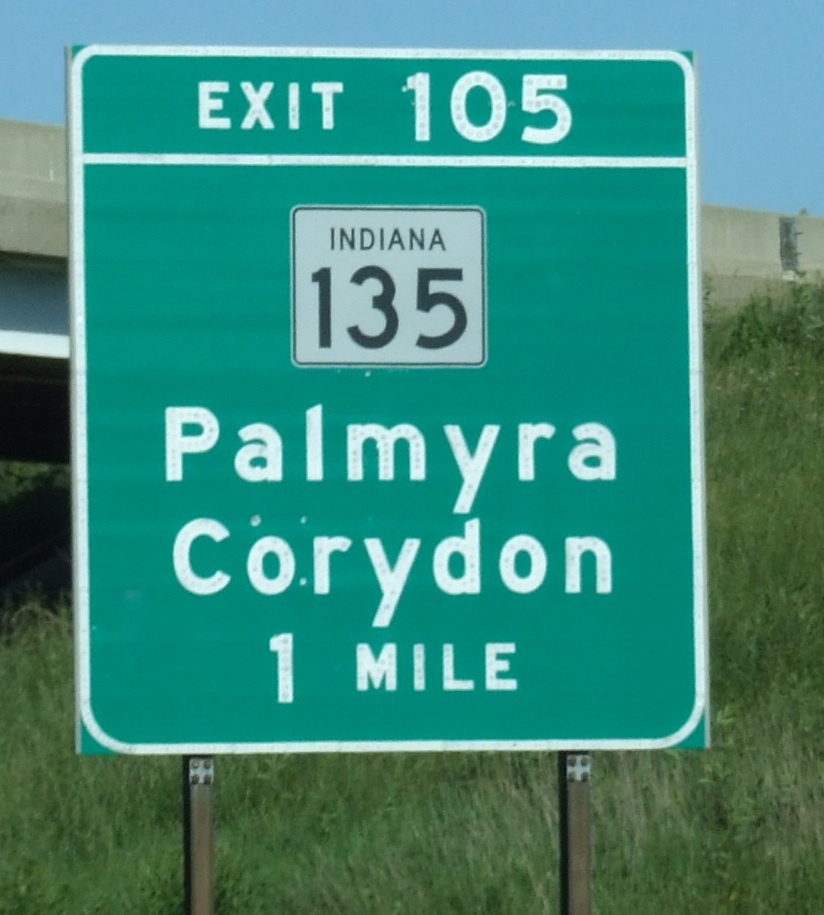 EXIT 105
INDIANA
135
Palmyra
Corydon
1 MILE